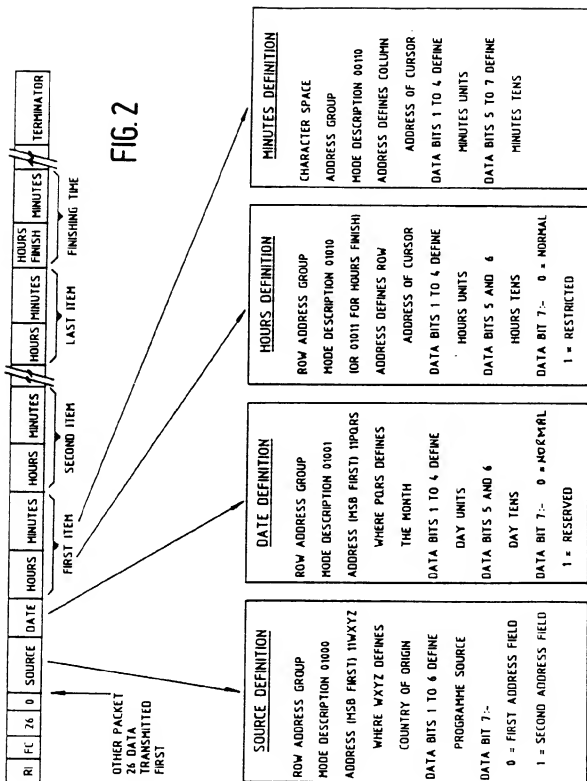 RI FC 26 0 SOURCE DATE HOURS MINUTES HOURS MINUTES HOURS MINUTES HOURS FINISH MINUTES TERMINATOR
FIRST ITEM
SECOND ITEM
LAST ITEM
FINISHING TIME
OTHER PACKET
26 DATA
TRANSMITTED
FIRST
FIG. 2
SOURCE DEFINITION
ROW ADDRESS GROUP
MODE DESCRIPTION 01000
ADDRESS (MSB FIRST) 11WXYZ
WHERE WXYZ DEFINES
COUNTRY OF ORIGIN
DATA BITS 1 TO 6 DEFINE
PROGRAMME SOURCE
DATA BIT 7:-
0 = FIRST ADDRESS FIELD
1 = SECOND ADDRESS FIELD
DATE DEFINITION
ROW ADDRESS GROUP
MODE DESCRIPTION 01001
ADDRESS (MSB FIRST) 11PQRS
WHERE PQRS DEFINES
THE MONTH
DATA BITS 1 TO 4 DEFINE
DAY UNITS
DATA BITS 5 AND 6
DAY TENS
DATA BIT 7:- 0 = NORMAL
1 = RESERVED
HOURS DEFINITION
ROW ADDRESS GROUP
MODE DESCRIPTION 01010
(OR 01011 FOR HOURS FINISH)
ADDRESS DEFINES ROW
ADDRESS OF CURSOR
DATA BITS 1 TO 4 DEFINE
HOURS UNITS
DATA BITS 5 AND 6
HOURS TENS
DATA BIT 7:- 0 = NORMAL
1 = RESTRICTED
MINUTES DEFINITION
CHARACTER SPACE
ADDRESS GROUP
MODE DESCRIPTION 00110
ADDRESS DEFINES COLUMN
ADDRESS OF CURSOR
DATA BITS 1 TO 4 DEFINE
MINUTES UNITS
DATA BITS 5 TO 7 DEFINE
MINUTES TENS